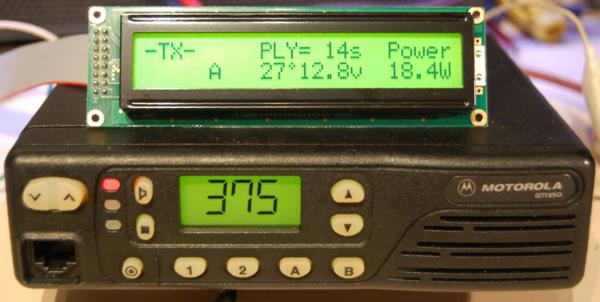 -TX- PLY= 14s Power
A 27°12.8v 18.4W
375
MOTOROLA
GM350
1 2 A B